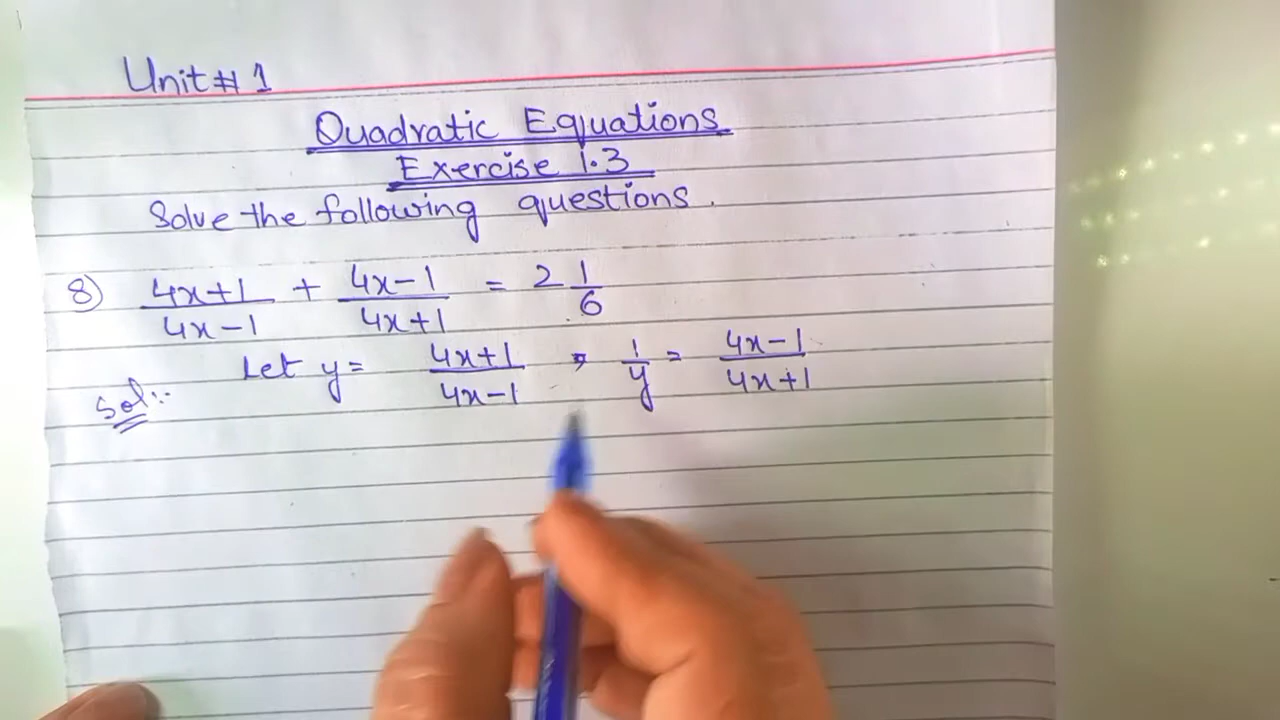 Unit # 1
Quadratic Equations
Exercise 1.3
Solve the following questions.
8) (4x+1)/(4x-1) + (4x-1)/(4x+1) = 2 1/6
Sol:- Let y = (4x+1)/(4x-1) , 1/y = (4x-1)/(4x+1)